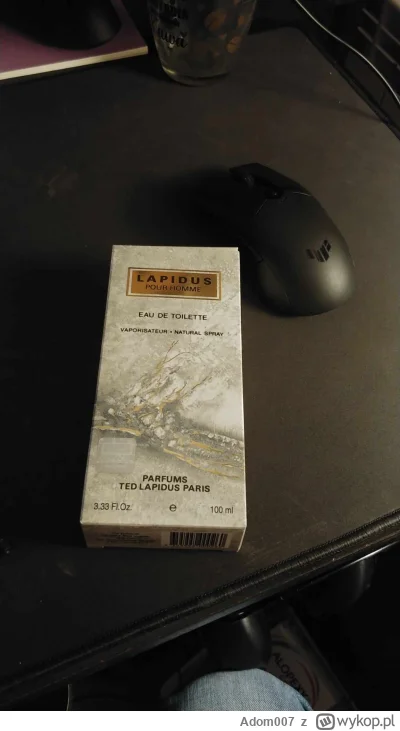 LAPIDUS
POUR HOMME
EAU DE TOILETTE
VAPORISATEUR • NATURAL SPRAY
PARFUMS
TED LAPIDUS PARIS
3.33 Fl.Oz. e 100 ml
Adom007 z wykop.pl